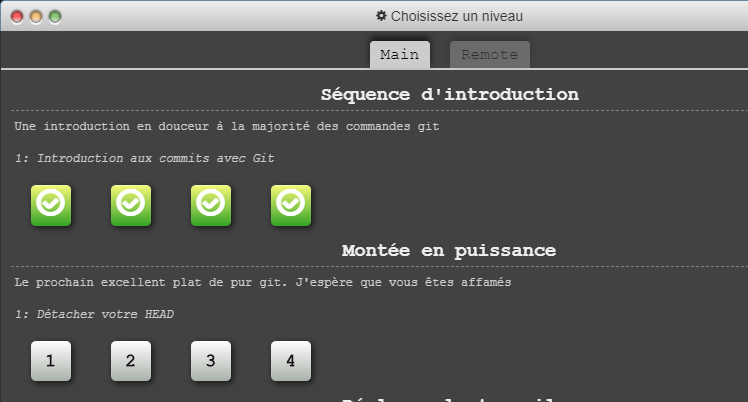 Choisissez un niveau
Main Remote
Séquence d'introduction
Une introduction en douceur à la majorité des commandes git
1: Introduction aux commits avec Git
Montée en puissance
Le prochain excellent plat de pur git. J'espère que vous êtes affamés
1: Détacher votre HEAD
1 2 3 4